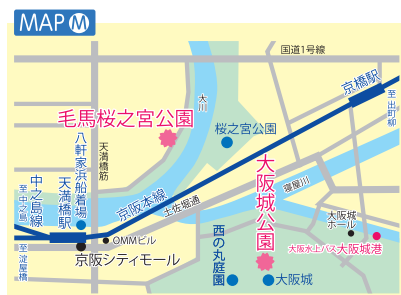 MAP M
国道1号線
京橋駅
至 出町柳
毛馬桜之宮公園
大川
桜之宮公園
八軒家浜船着場
天満橋筋
大阪城公園
寝屋川
中之島線
天満橋駅
京阪本線
土佐堀通
至 中之島
大阪城
ホール
OMMビル
西の丸庭園
大阪水上バス大阪城港
至 淀屋橋
京阪シティモール
大阪城